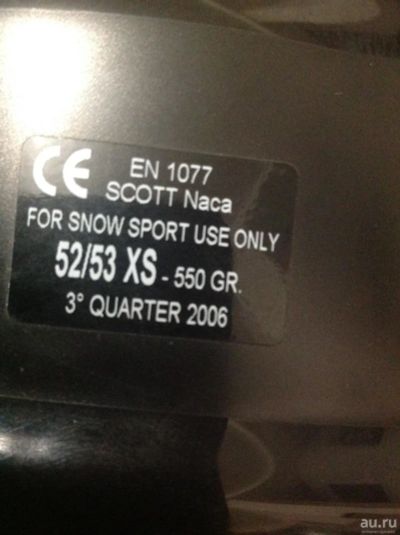 CE EN 1077
SCOTT Naca
FOR SNOW SPORT USE ONLY
52/53 XS - 550 GR.
3° QUARTER 2006
au.ru